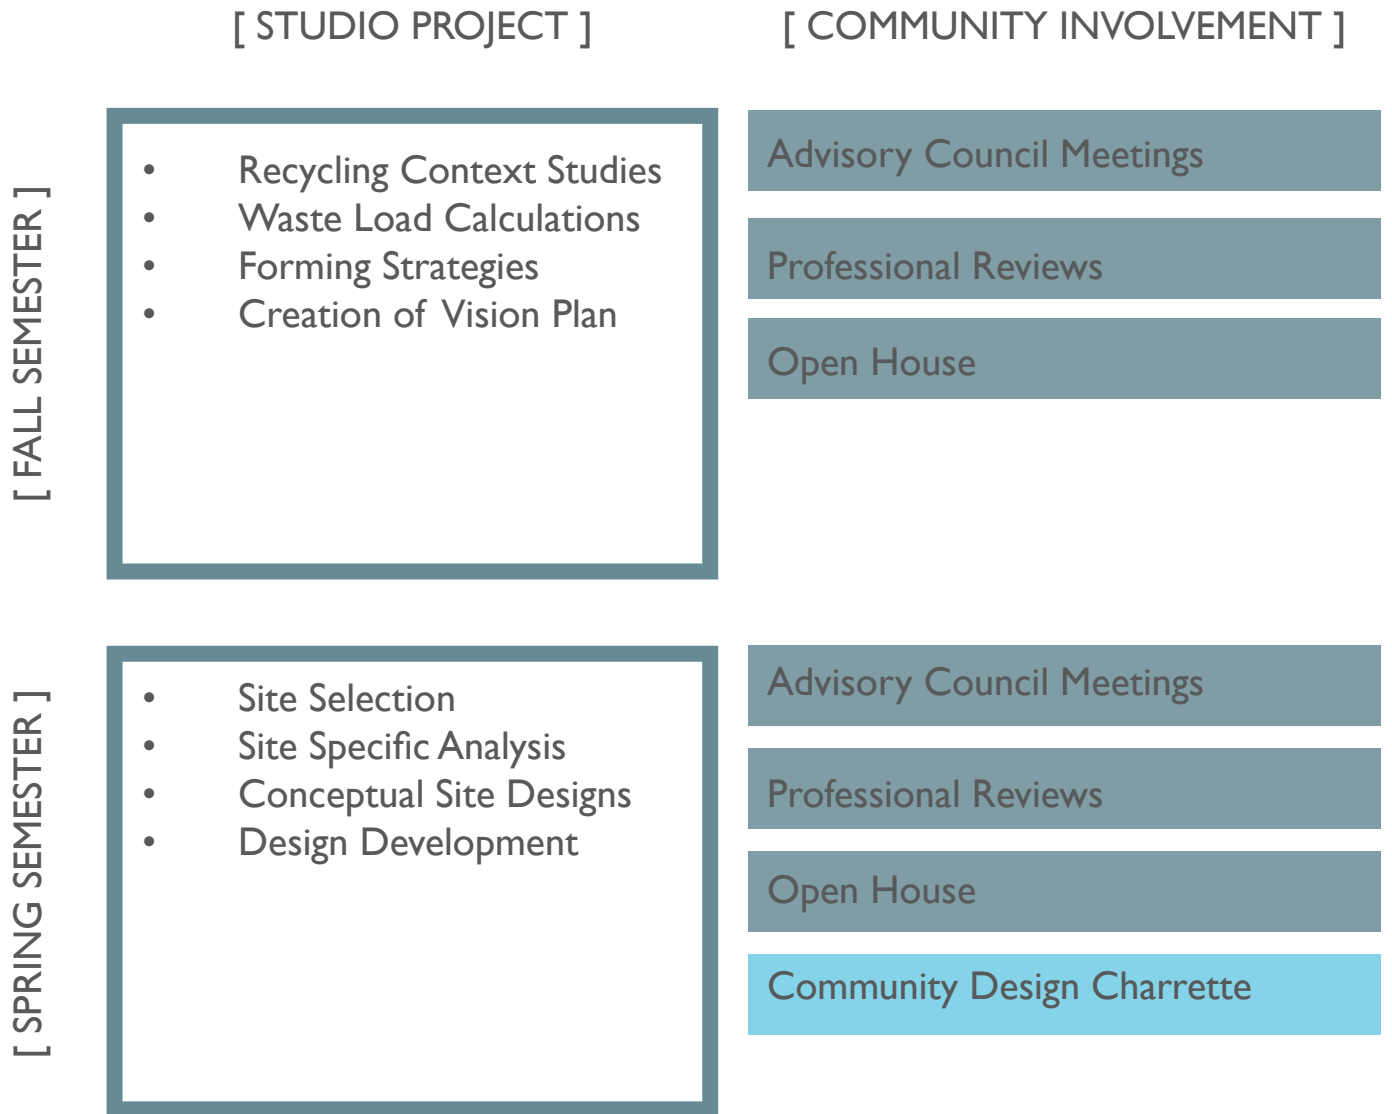 [ STUDIO PROJECT ]
[ COMMUNITY INVOLVEMENT ]
[ FALL SEMESTER ]
• Recycling Context Studies
• Waste Load Calculations
• Forming Strategies
• Creation of Vision Plan
Advisory Council Meetings
Professional Reviews
Open House
[ SPRING SEMESTER ]
• Site Selection
• Site Specific Analysis
• Conceptual Site Designs
• Design Development
Advisory Council Meetings
Professional Reviews
Open House
Community Design Charrette